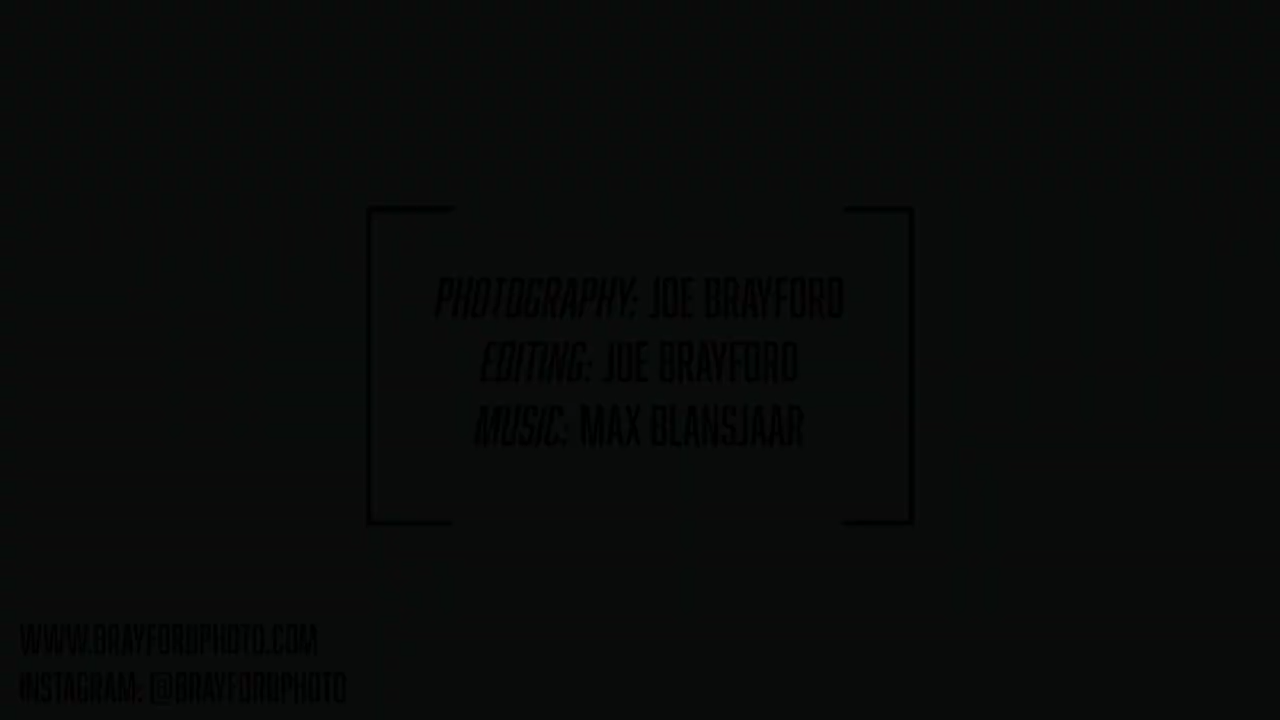 PHOTOGRAPHY: JOE BRAYFORD
EDITING: JOE BRAYFORD
MUSIC: MAX BLANSJAAR
WWW.BRAYFORDPHOTO.COM
INSTAGRAM: @BRAYFORDPHOTO